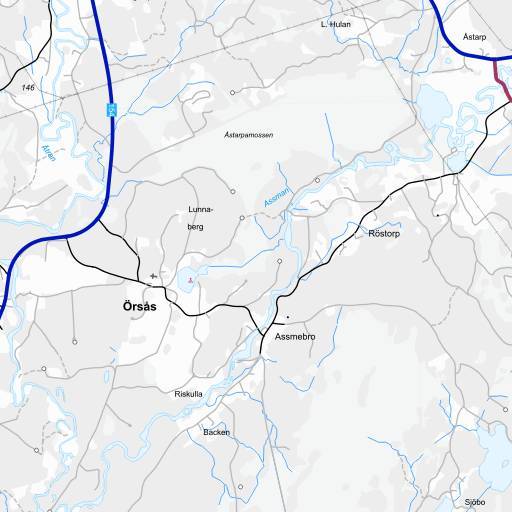 L. Hulan
Åstarp
146
Åstarpamossen
Ätran
Assman
Lunna-
berg
Röstorp
Örsås
Assmebro
Riskulla
Backen
Sjöbo